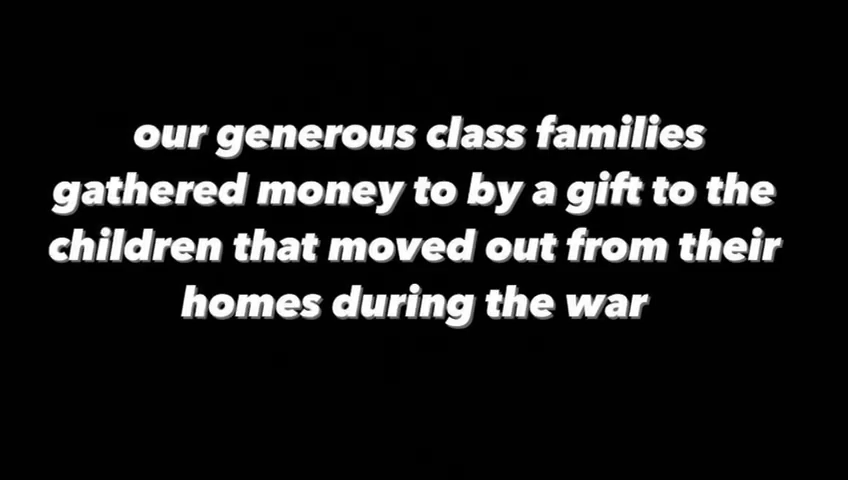 our generous class families
gathered money to by a gift to the
children that moved out from their
homes during the war